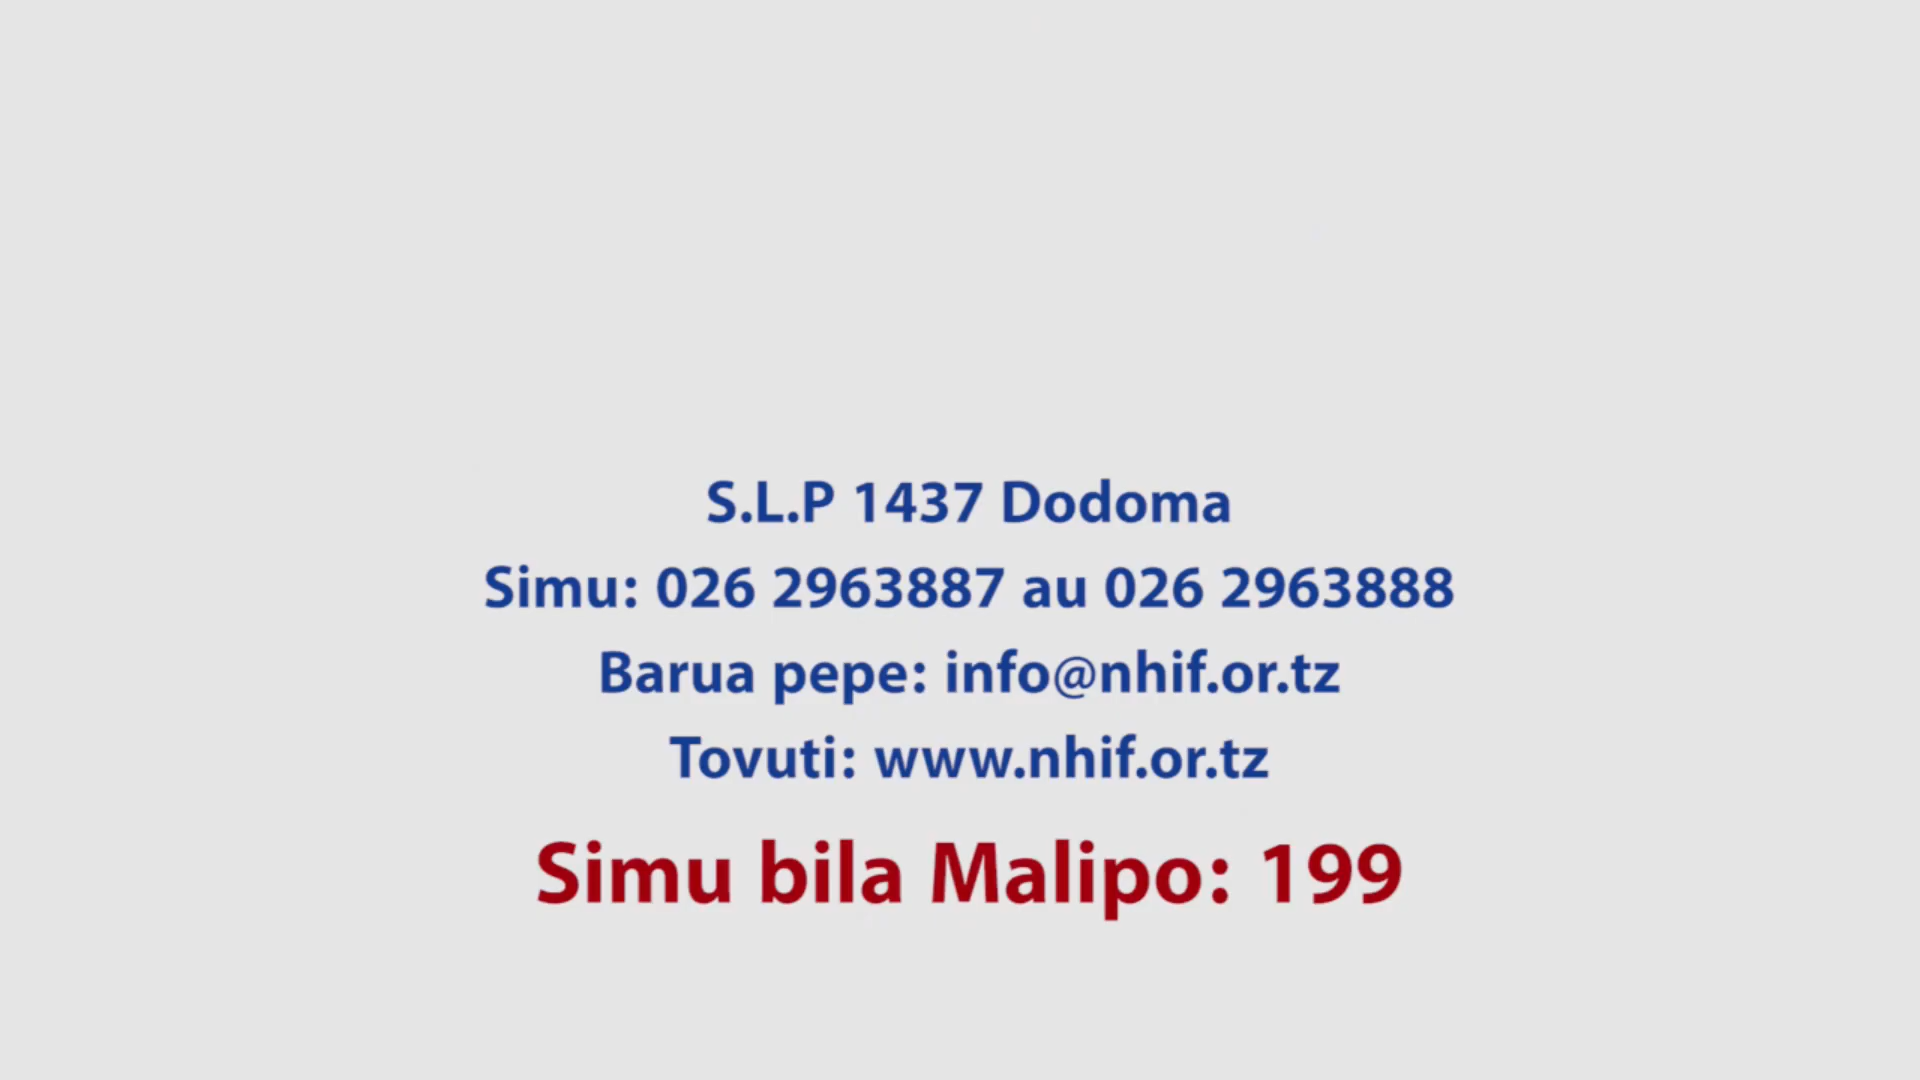 S.L.P 1437 Dodoma
Simu: 026 2963887 au 026 2963888
Barua pepe: info@nhif.or.tz
Tovuti: www.nhif.or.tz
Simu bila Malipo: 199